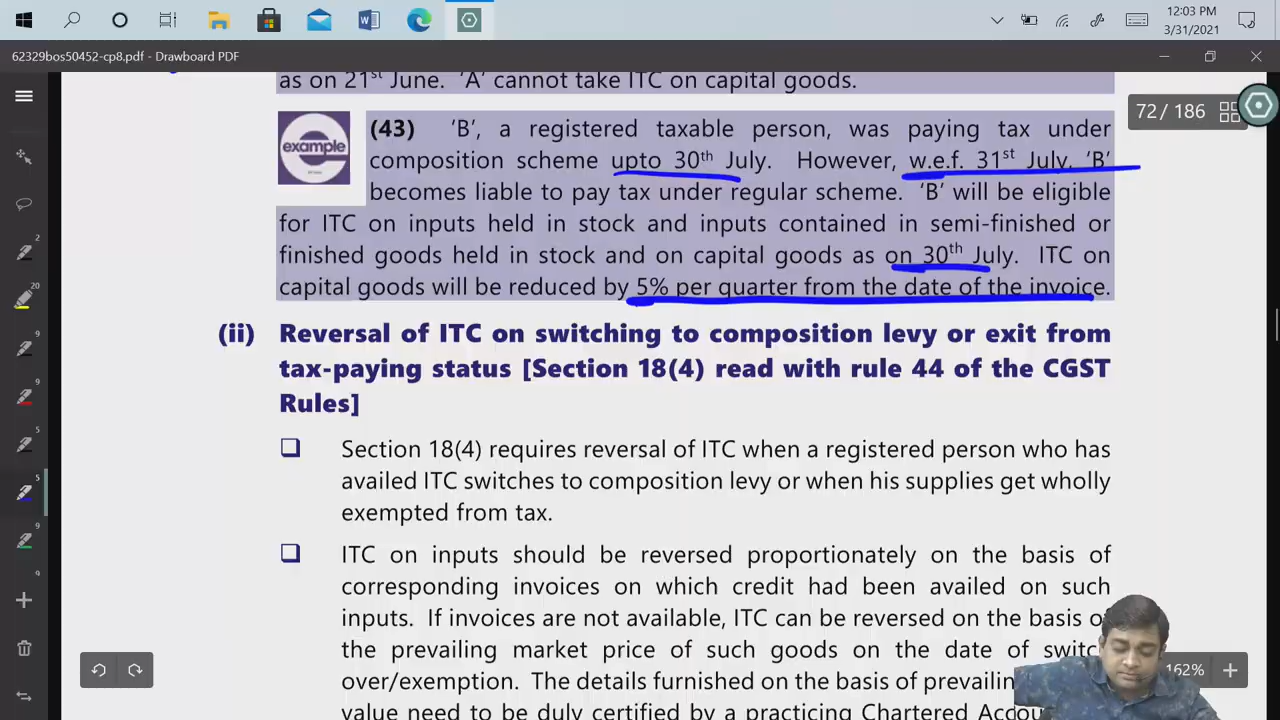 12:03 PM
3/31/2021
62329bos50452-cp8.pdf - Drawboard PDF
as on 21st June. 'A' cannot take ITC on capital goods.
72 / 186
example
(43) 'B', a registered taxable person, was paying tax under
composition scheme upto 30th July. However, w.e.f. 31st July, 'B'
becomes liable to pay tax under regular scheme. 'B' will be eligible
for ITC on inputs held in stock and inputs contained in semi-finished or
finished goods held in stock and on capital goods as on 30th July. ITC on
capital goods will be reduced by 5% per quarter from the date of the invoice.
(ii) Reversal of ITC on switching to composition levy or exit from
tax-paying status [Section 18(4) read with rule 44 of the CGST
Rules]
❑ Section 18(4) requires reversal of ITC when a registered person who has
availed ITC switches to composition levy or when his supplies get wholly
exempted from tax.
❑ ITC on inputs should be reversed proportionately on the basis of
corresponding invoices on which credit had been availed on such
inputs. If invoices are not available, ITC can be reversed on the basis of
the prevailing market price of such goods on the date of switch
over/exemption. The details furnished on the basis of
value need to be duly certified by a practicing Chartered
2
20
9
9
5
5
9
9
162%